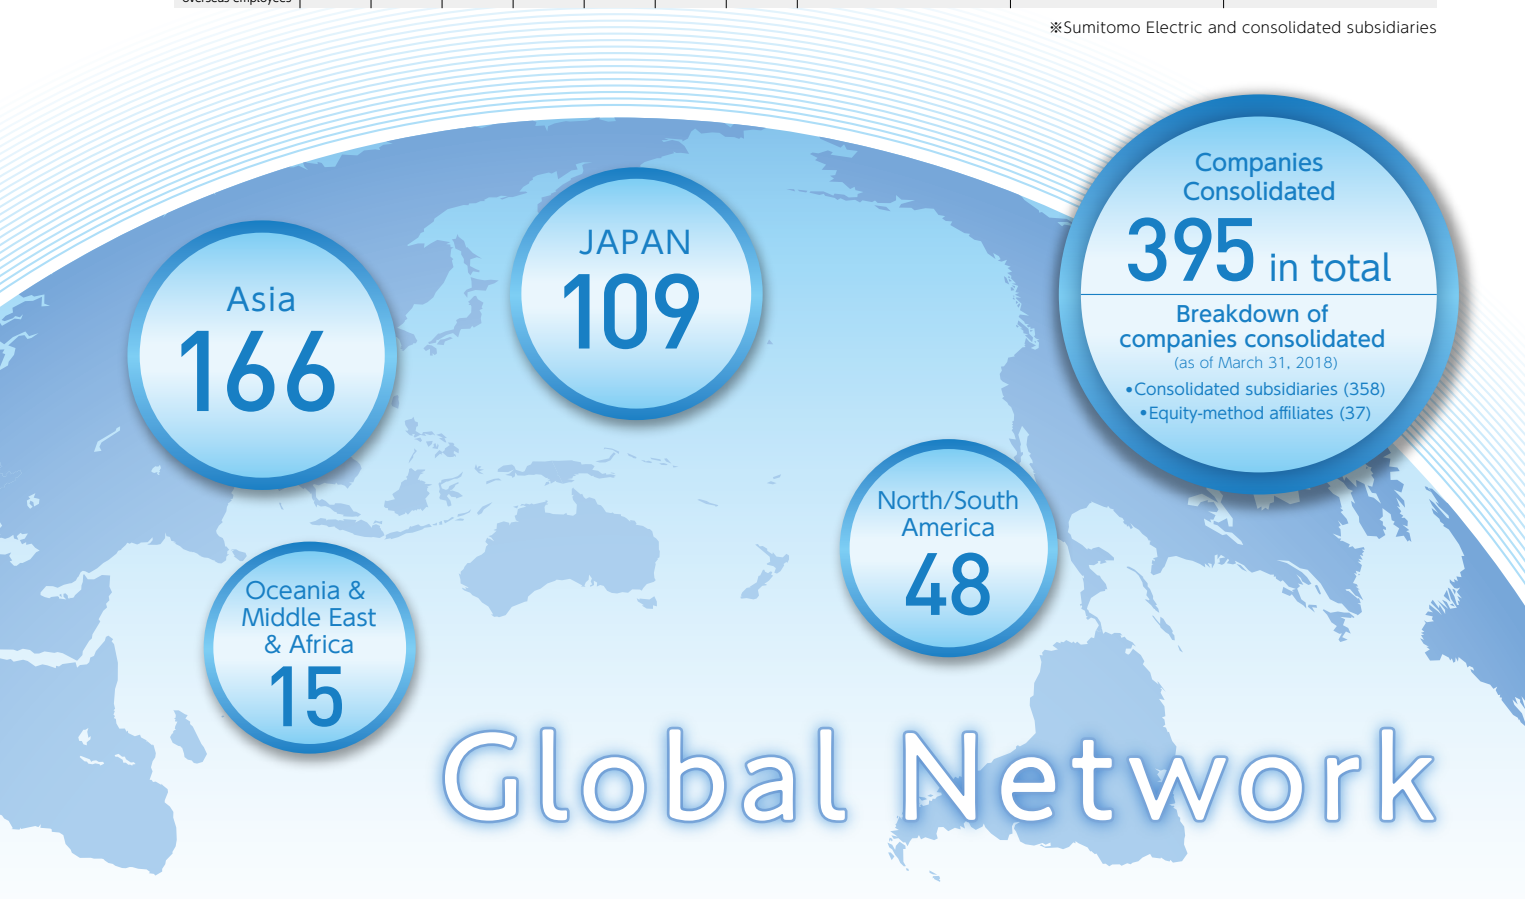 overseas employees
※Sumitomo Electric and consolidated subsidiaries
Companies
Consolidated
395 in total
Breakdown of
companies consolidated
(as of March 31, 2018)
•Consolidated subsidiaries (358)
•Equity-method affiliates (37)
JAPAN
109
Asia
166
North/South
America
48
Oceania &
Middle East
& Africa
15
Global Network